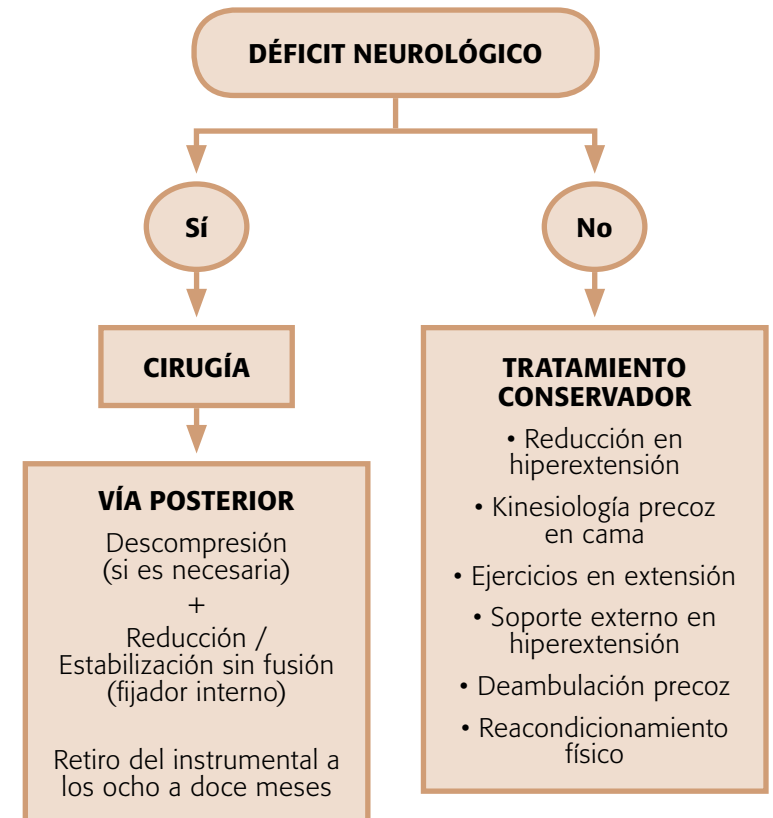 DÉFICIT NEUROLÓGICO
Sí
No
CIRUGÍA
VÍA POSTERIOR
Descompresión
(si es necesaria)
+
Reducción /
Estabilización sin fusión
(fijador interno)
Retiro del instrumental a
los ocho a doce meses
TRATAMIENTO
CONSERVADOR
• Reducción en
hiperextensión
• Kinesiología precoz
en cama
• Ejercicios en extensión
• Soporte externo en
hiperextensión
• Deambulación precoz
• Reacondicionamiento
físico